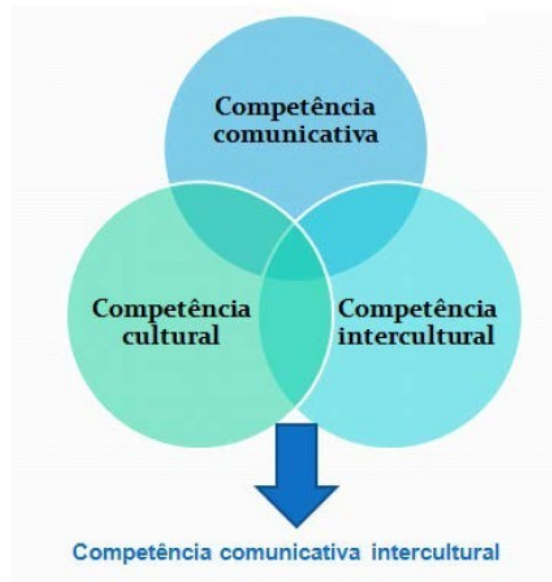 Competência
comunicativa
Competência
cultural
Competência
intercultural
Competência comunicativa intercultural